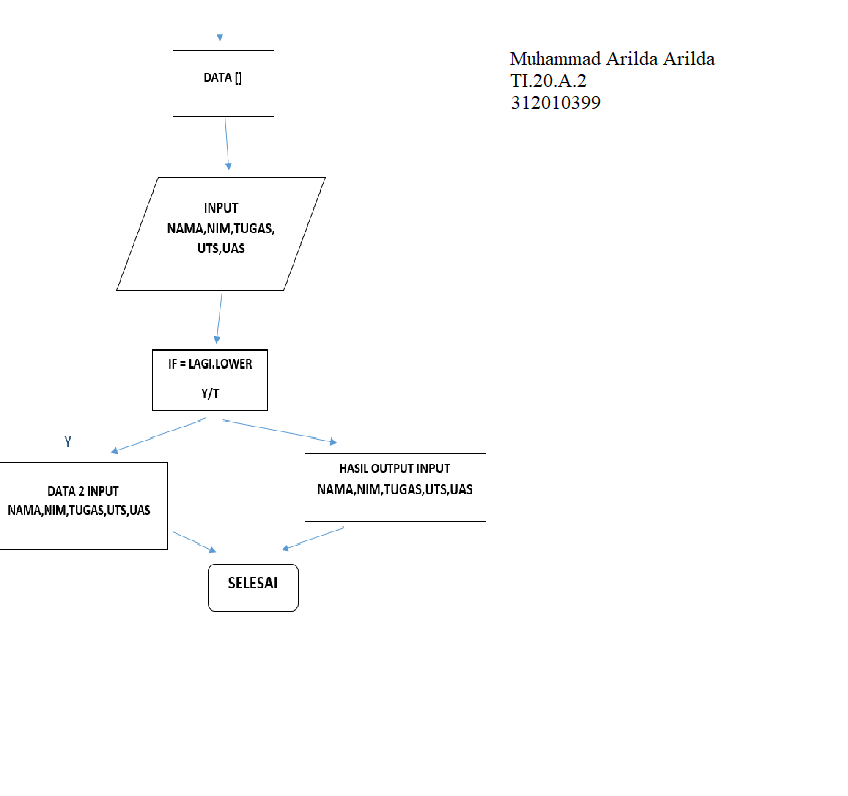 Muhammad Arilda Arilda
TI.20.A.2
312010399
DATA []
INPUT
NAMA,NIM,TUGAS,
UTS,UAS
IF = LAGI.LOWER
Y/T
Y
DATA 2 INPUT
NAMA,NIM,TUGAS,UTS,UAS
HASIL OUTPUT INPUT
NAMA,NIM,TUGAS,UTS,UAS
SELESAI